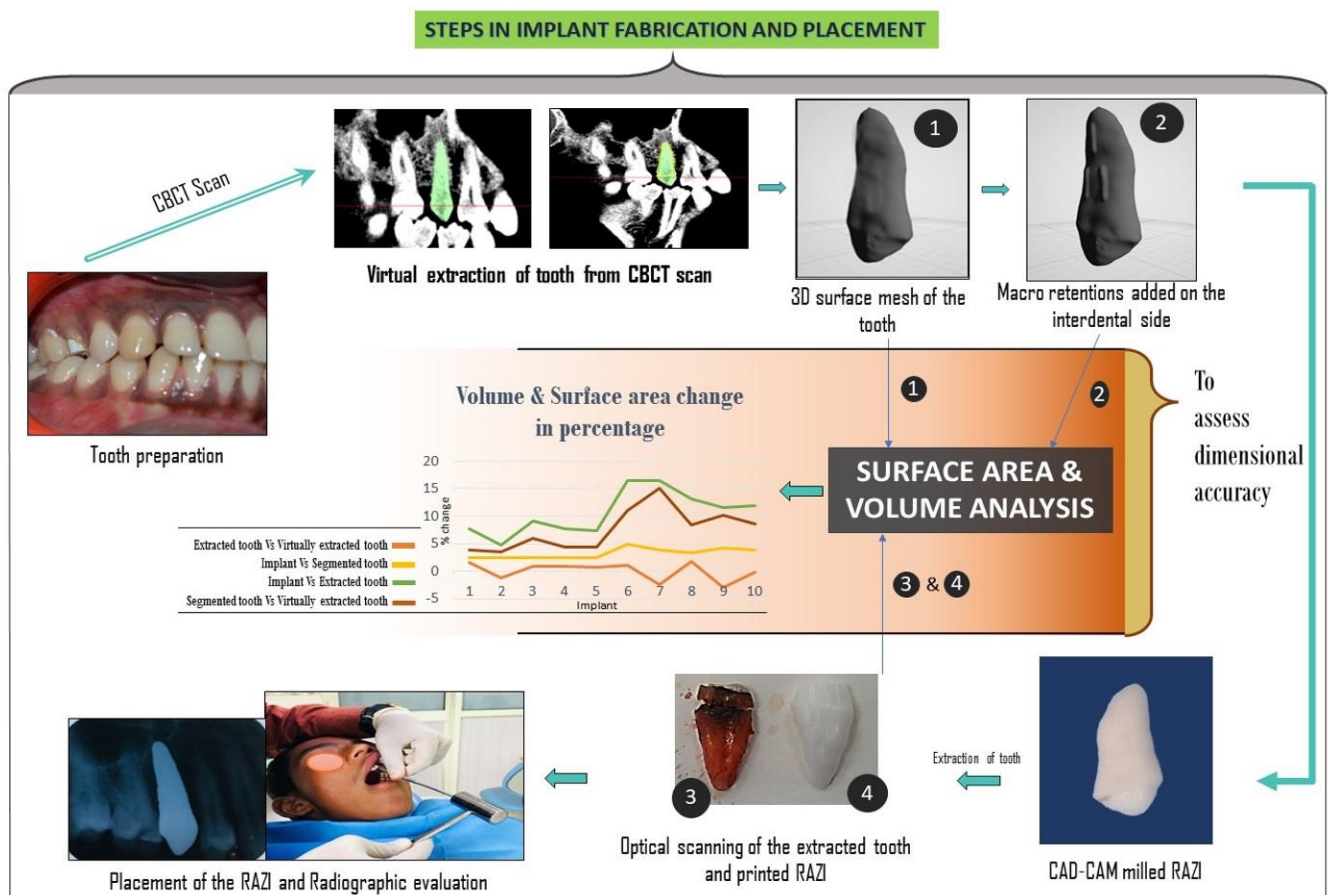 STEPS IN IMPLANT FABRICATION AND PLACEMENT
CBCT Scan
1
2
Virtual extraction of tooth from CBCT scan
3D surface mesh of the
tooth
Macro retentions added on the
interdental side
Tooth preparation
Volume & Surface area change
in percentage
1
2
To
assess
dimensional
accuracy
SURFACE AREA &
VOLUME ANALYSIS
20
15
10
5
0
-5
% change
1 2 3 4 5 6 7 8 9 10
Implant
Extracted tooth Vs Virtually extracted tooth
Implant Vs Segmented tooth
Implant Vs Extracted tooth
Segmented tooth Vs Virtually extracted tooth
3 & 4
3
4
Extraction of tooth
Placement of the RAZI and Radiographic evaluation
Optical scanning of the extracted tooth
and printed RAZI
CAD-CAM milled RAZI